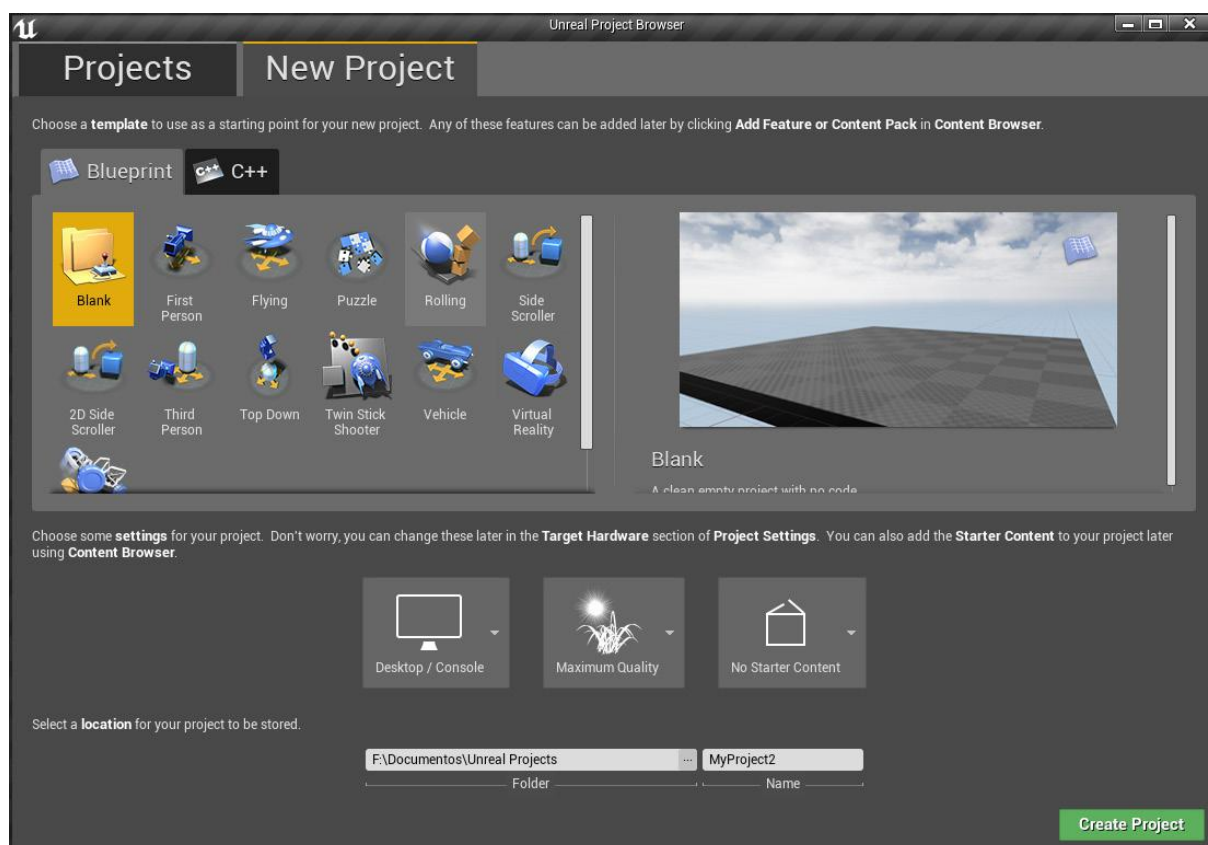 Unreal Project Browser
Projects
New Project
Choose a template to use as a starting point for your new project. Any of these features can be added later by clicking Add Feature or Content Pack in Content Browser.
Blueprint
C++
C++
Blank
First
Person
Flying
Puzzle
Rolling
Side
Scroller
2D Side
Scroller
Third
Person
Top Down
Twin Stick
Shooter
Vehicle
Virtual
Reality
Blank
A clean empty project with no code.
Choose some settings for your project. Don't worry, you can change these later in the Target Hardware section of Project Settings. You can also add the Starter Content to your project later
using Content Browser.
Desktop / Console
Maximum Quality
No Starter Content
Select a location for your project to be stored.
F:\Documentos\Unreal Projects
...
MyProject2
Folder
Name
Create Project